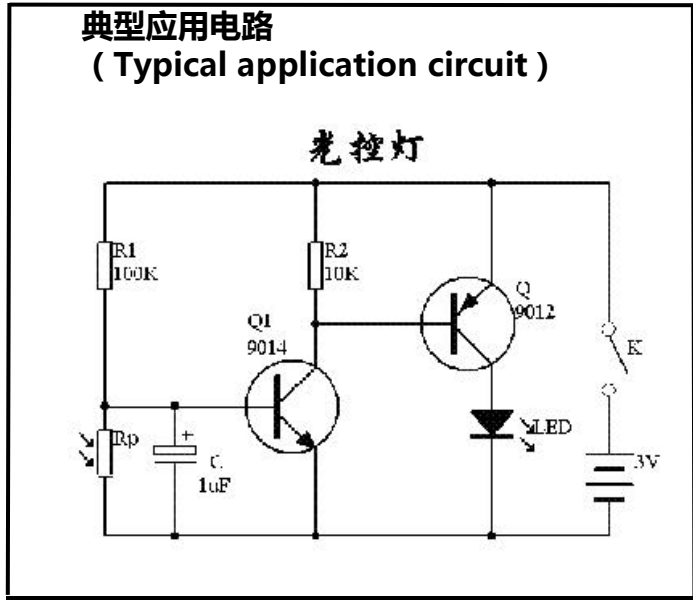 典型应用电路
( Typical application circuit )
光控灯
R1
100K
R2
10K
Q
9012
Q1
9014
K
Rp
+
C
1uF
LED
3V